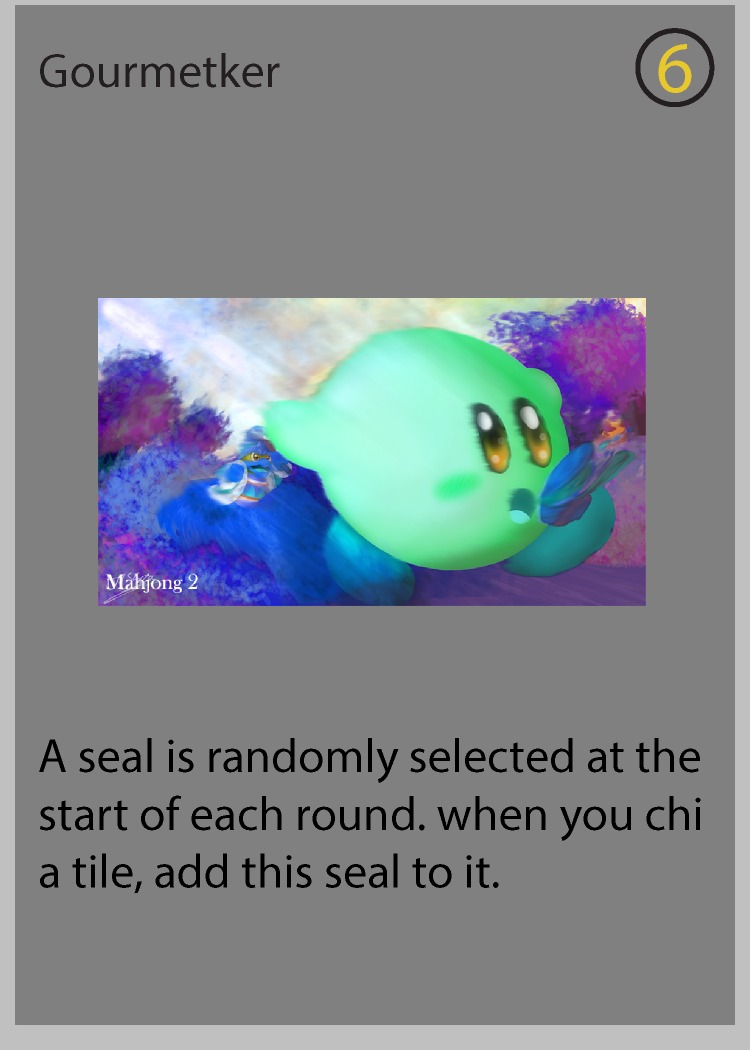 Gourmetker
6
Mahjong 2
A seal is randomly selected at the
start of each round. when you chi
a tile, add this seal to it.